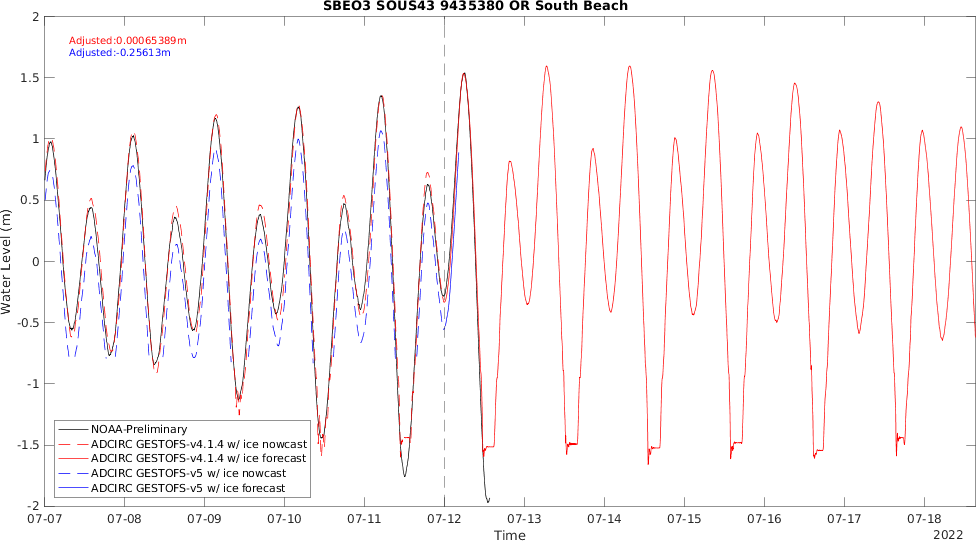 SBEO3 SOUS43 9435380 OR South Beach
Adjusted:0.00065389m
Adjusted:-0.25613m
2
1.5
1
0.5
0
-0.5
-1
-1.5
-2
Water Level (m)
NOAA-Preliminary
ADCIRC GESTOFS-v4.1.4 w/ ice nowcast
ADCIRC GESTOFS-v4.1.4 w/ ice forecast
ADCIRC GESTOFS-v5 w/ ice nowcast
ADCIRC GESTOFS-v5 w/ ice forecast
07-07 07-08 07-09 07-10 07-11 07-12 07-13 07-14 07-15 07-16 07-17 07-18
Time
2022